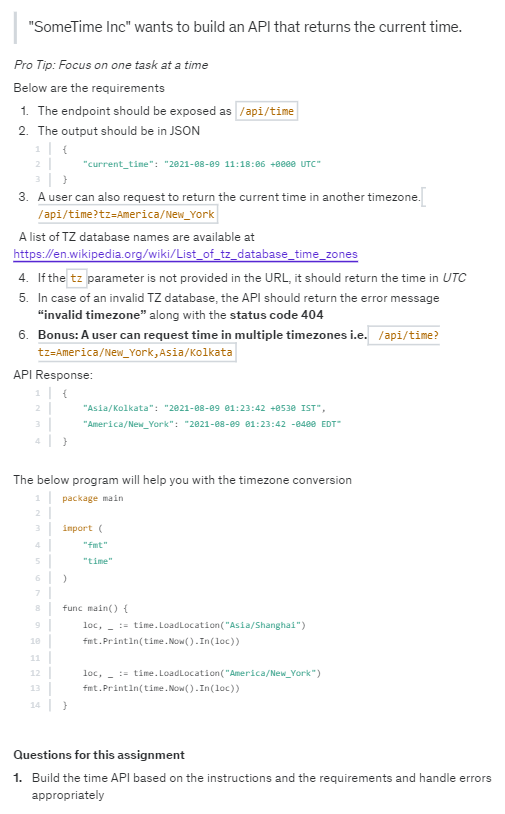 "SomeTime Inc" wants to build an API that returns the current time.
Pro Tip: Focus on one task at a time
Below are the requirements
1. The endpoint should be exposed as /api/time
2. The output should be in JSON
1 {
2 "current_time": "2021-08-09 11:18:06 +0000 UTC"
3 }
3. A user can also request to return the current time in another timezone.
/api/time?tz=America/New_York
A list of TZ database names are available at
https://en.wikipedia.org/wiki/List_of_tz_database_time_zones
4. If the tz parameter is not provided in the URL, it should return the time in UTC
5. In case of an invalid TZ database, the API should return the error message
“invalid timezone” along with the status code 404
6. Bonus: A user can request time in multiple timezones i.e. /api/time?
tz=America/New_York,Asia/Kolkata
API Response:
1 {
2 "Asia/Kolkata": "2021-08-09 01:23:42 +0530 IST",
3 "America/New_York": "2021-08-09 01:23:42 -0400 EDT"
4 }
The below program will help you with the timezone conversion
1 package main
2
3 import (
4 "fmt"
5 "time"
6 )
7
8 func main() {
9 loc, _ := time.LoadLocation("Asia/Shanghai")
10 fmt.Println(time.Now().In(loc))
11
12 loc, _ := time.LoadLocation("America/New_York")
13 fmt.Println(time.Now().In(loc))
14 }
Questions for this assignment
1. Build the time API based on the instructions and the requirements and handle errors
appropriately